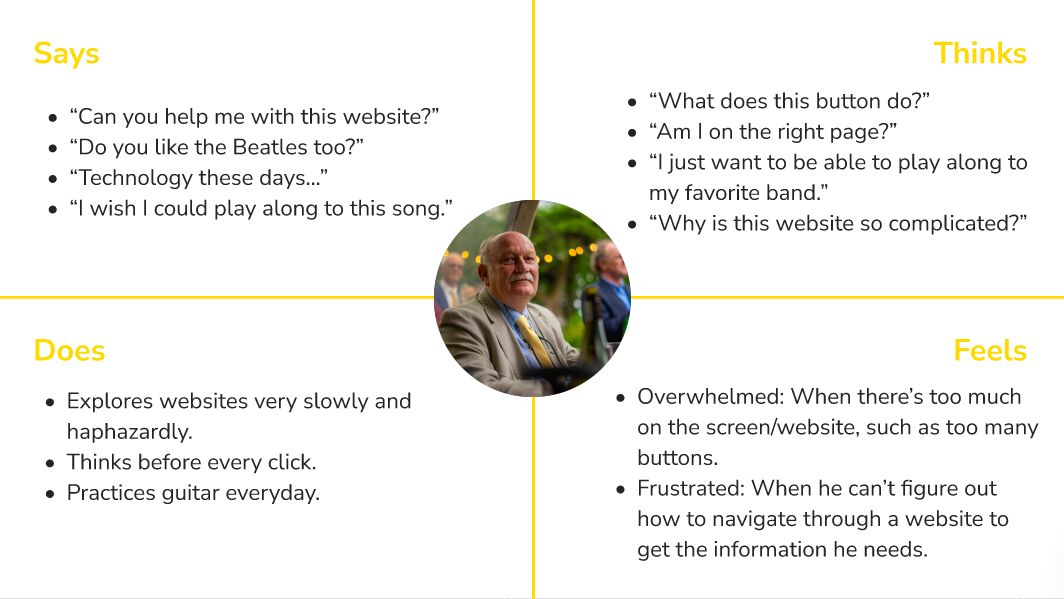 Says
• “Can you help me with this website?”
• “Do you like the Beatles too?”
• “Technology these days...”
• “I wish I could play along to this song.”
Thinks
• “What does this button do?”
• “Am I on the right page?”
• “I just want to be able to play along to
my favorite band.”
• “Why is this website so complicated?”
Does
• Explores websites very slowly and
haphazardly.
• Thinks before every click.
• Practices guitar everyday.
Feels
• Overwhelmed: When there’s too much
on the screen/website, such as too many
buttons.
• Frustrated: When he can’t figure out
how to navigate through a website to
get the information he needs.